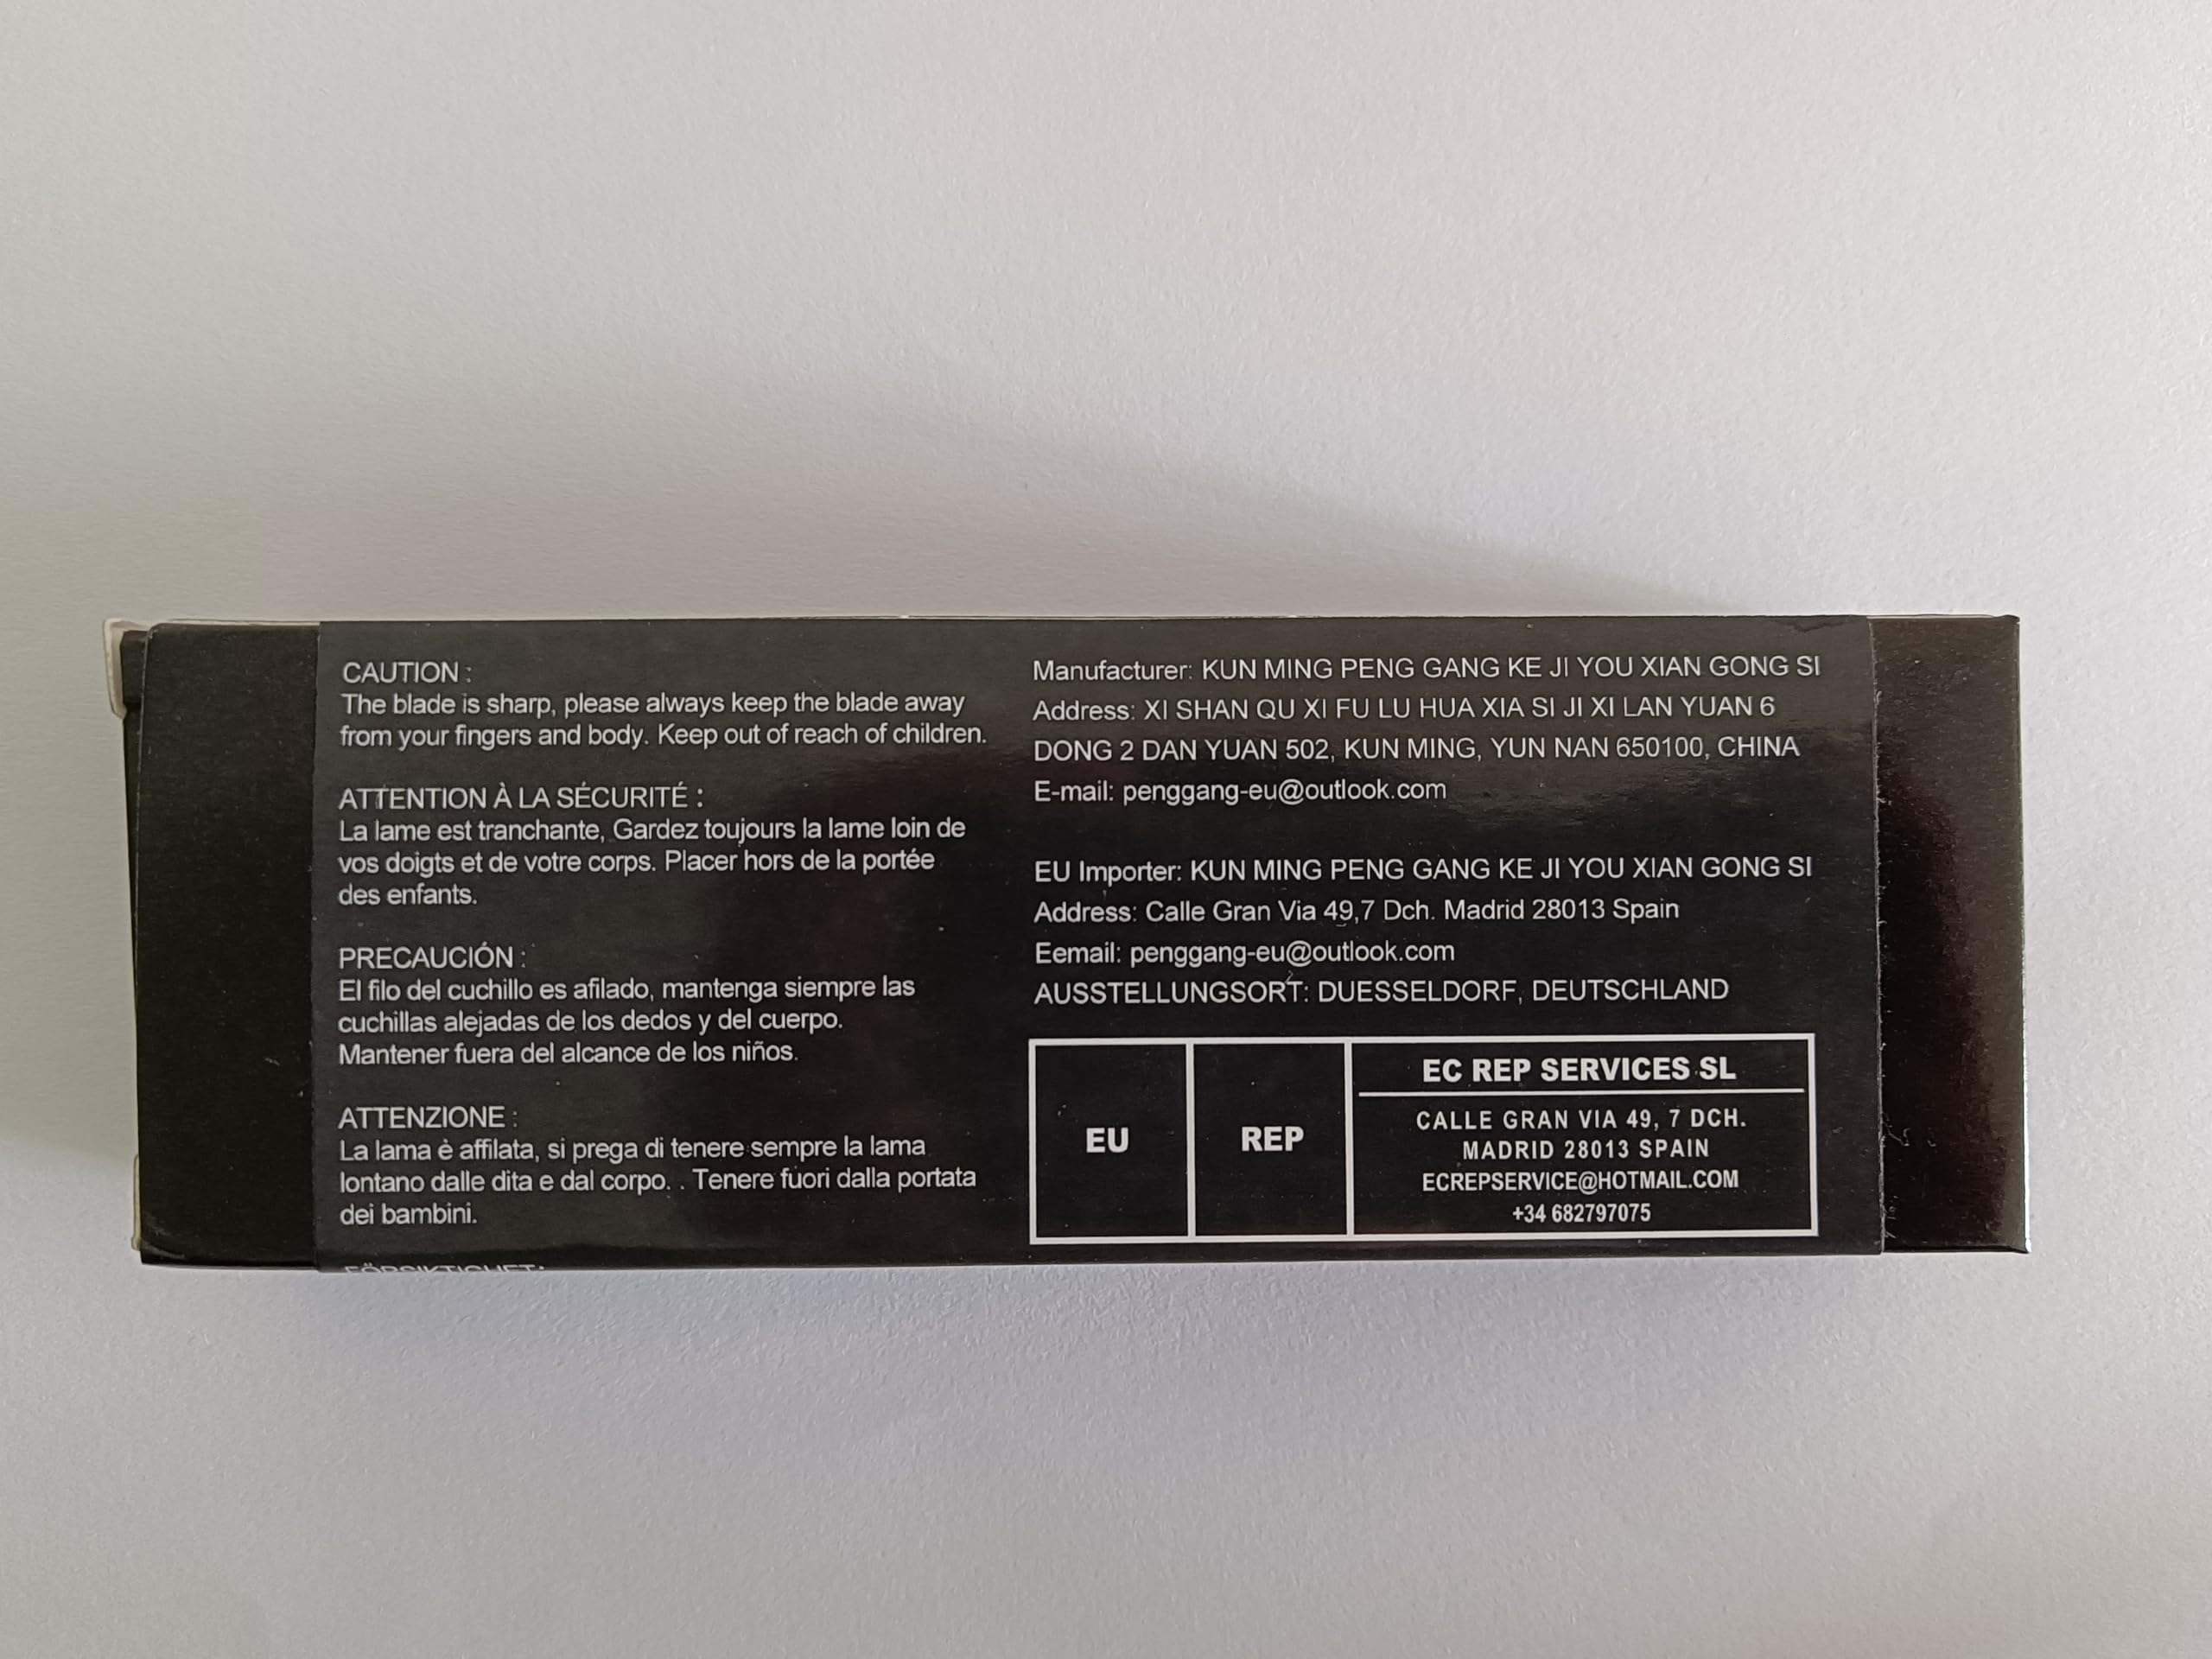 CAUTION :
The blade is sharp, please always keep the blade away
from your fingers and body. Keep out of reach of children.
ATTENTION À LA SÉCURITÉ :
La lame est tranchante, Gardez toujours la lame loin de
vos doigts et de votre corps. Placer hors de la portée
des enfants.
PRECAUCIÓN :
El filo del cuchillo es afilado, mantenga siempre las
cuchillas alejadas de los dedos y del cuerpo.
Mantener fuera del alcance de los niños.
ATTENZIONE :
La lama è affilata, si prega di tenere sempre la lama
lontano dalle dita e dal corpo. . Tenere fuori dalla portata
dei bambini.
Manufacturer: KUN MING PENG GANG KE JI YOU XIAN GONG SI
Address: XI SHAN QU XI FU LU HUA XIA SI JI XI LAN YUAN 6
DONG 2 DAN YUAN 502, KUN MING, YUN NAN 650100, CHINA
E-mail: penggang-eu@outlook.com
EU Importer: KUN MING PENG GANG KE JI YOU XIAN GONG SI
Address: Calle Gran Via 49,7 Dch. Madrid 28013 Spain
Eemail: penggang-eu@outlook.com
AUSSTELLUNGSORT: DUESSELDORF, DEUTSCHLAND
EU
REP
EC REP SERVICES SL
CALLE GRAN VIA 49, 7 DCH.
MADRID 28013 SPAIN
ECREPSERVICE@HOTMAIL.COM
+34 682797075